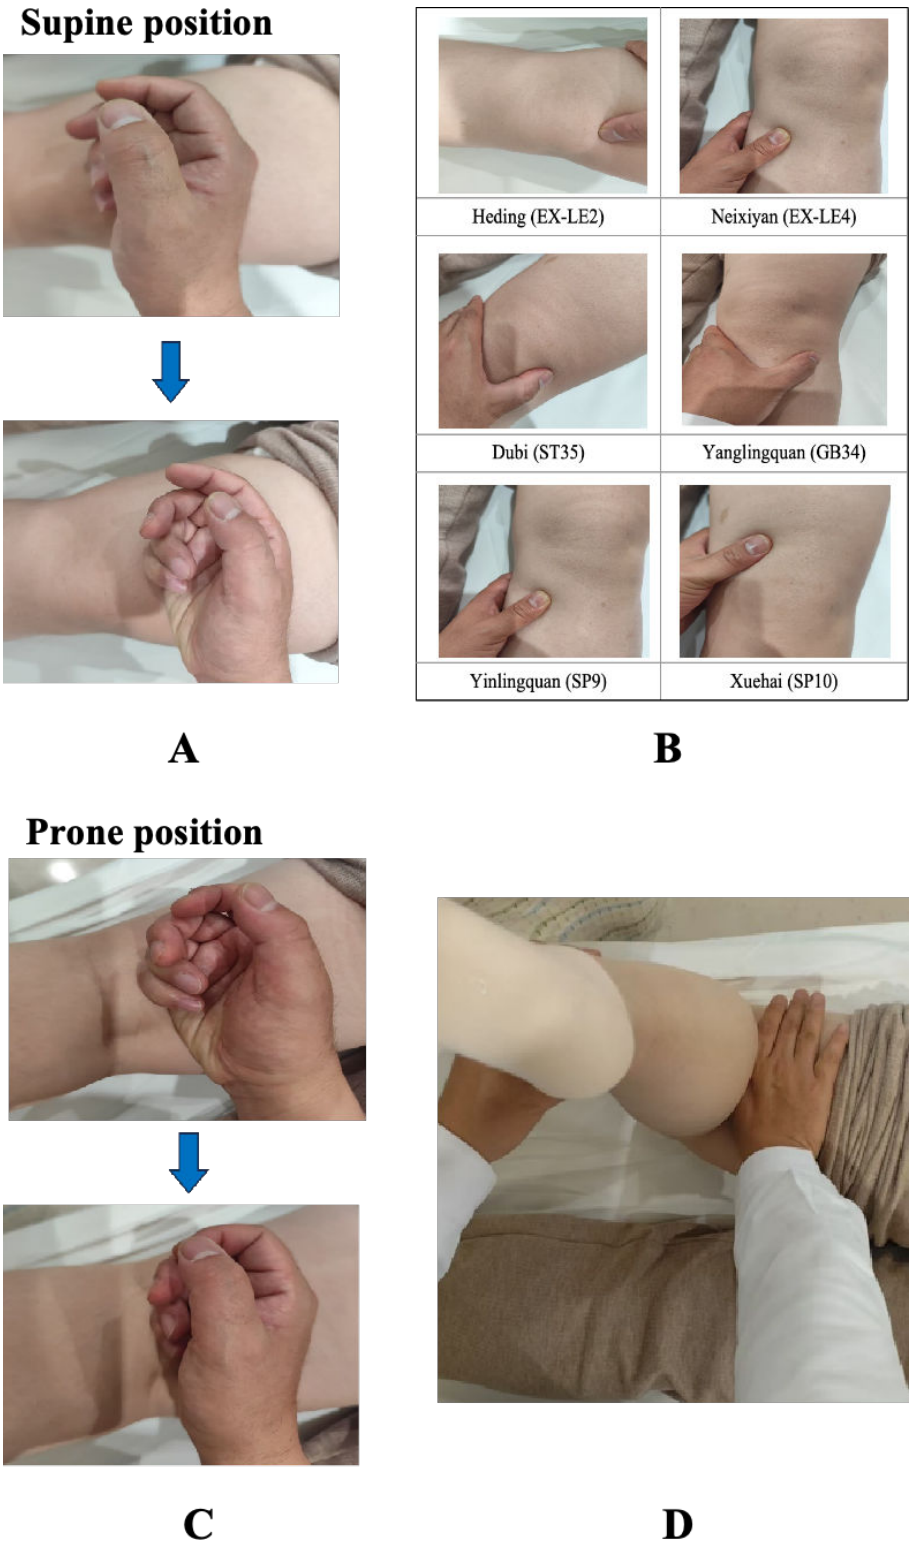 Supine position
Heding (EX-LE2)
Neixiyan (EX-LE4)
Dubi (ST35)
Yanglingquan (GB34)
Yinlingquan (SP9)
Xuehai (SP10)
A
B
Prone position
C
D